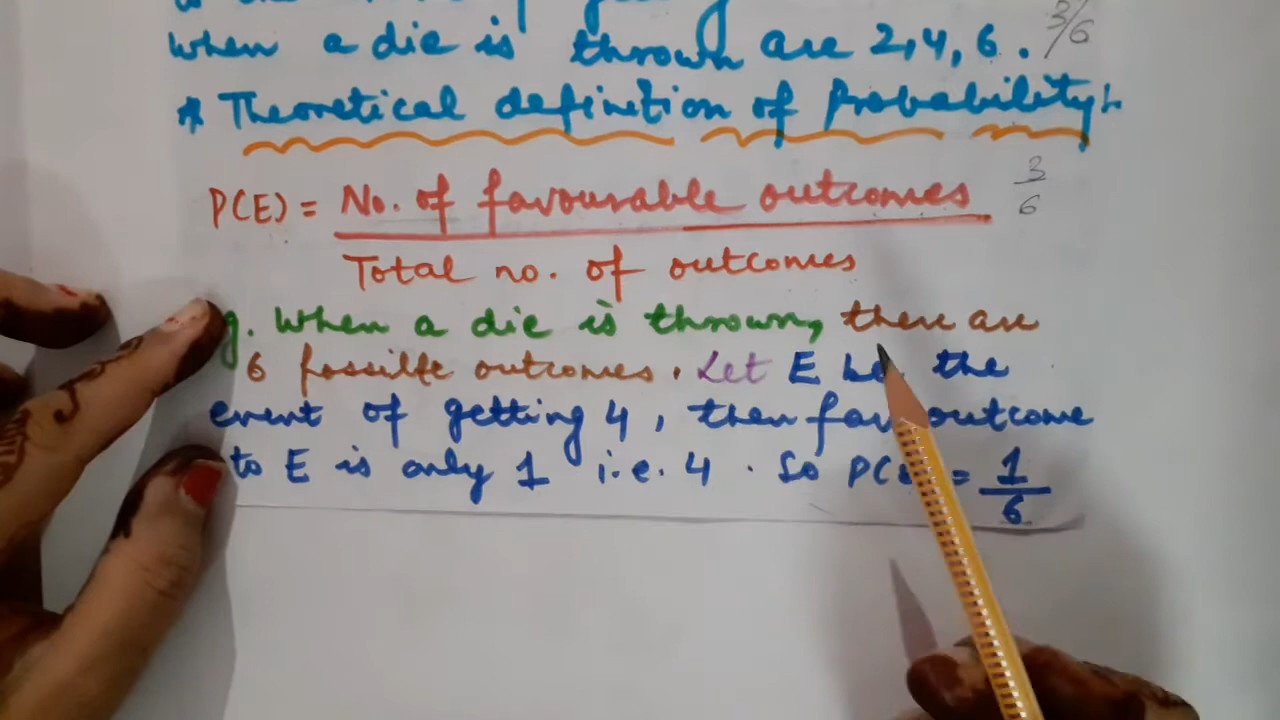 when a die is thrown are 2,4,6. 3/6
* Theoretical definition of Probability:-
P(E) = No. of favourable outcomes 3/6
Total no. of outcomes
g. When a die is thrown, there are
6 possible outcomes. Let E be the
event of getting 4, then fav outcome
to E is only 1 i.e. 4. So P(E) = 1/6